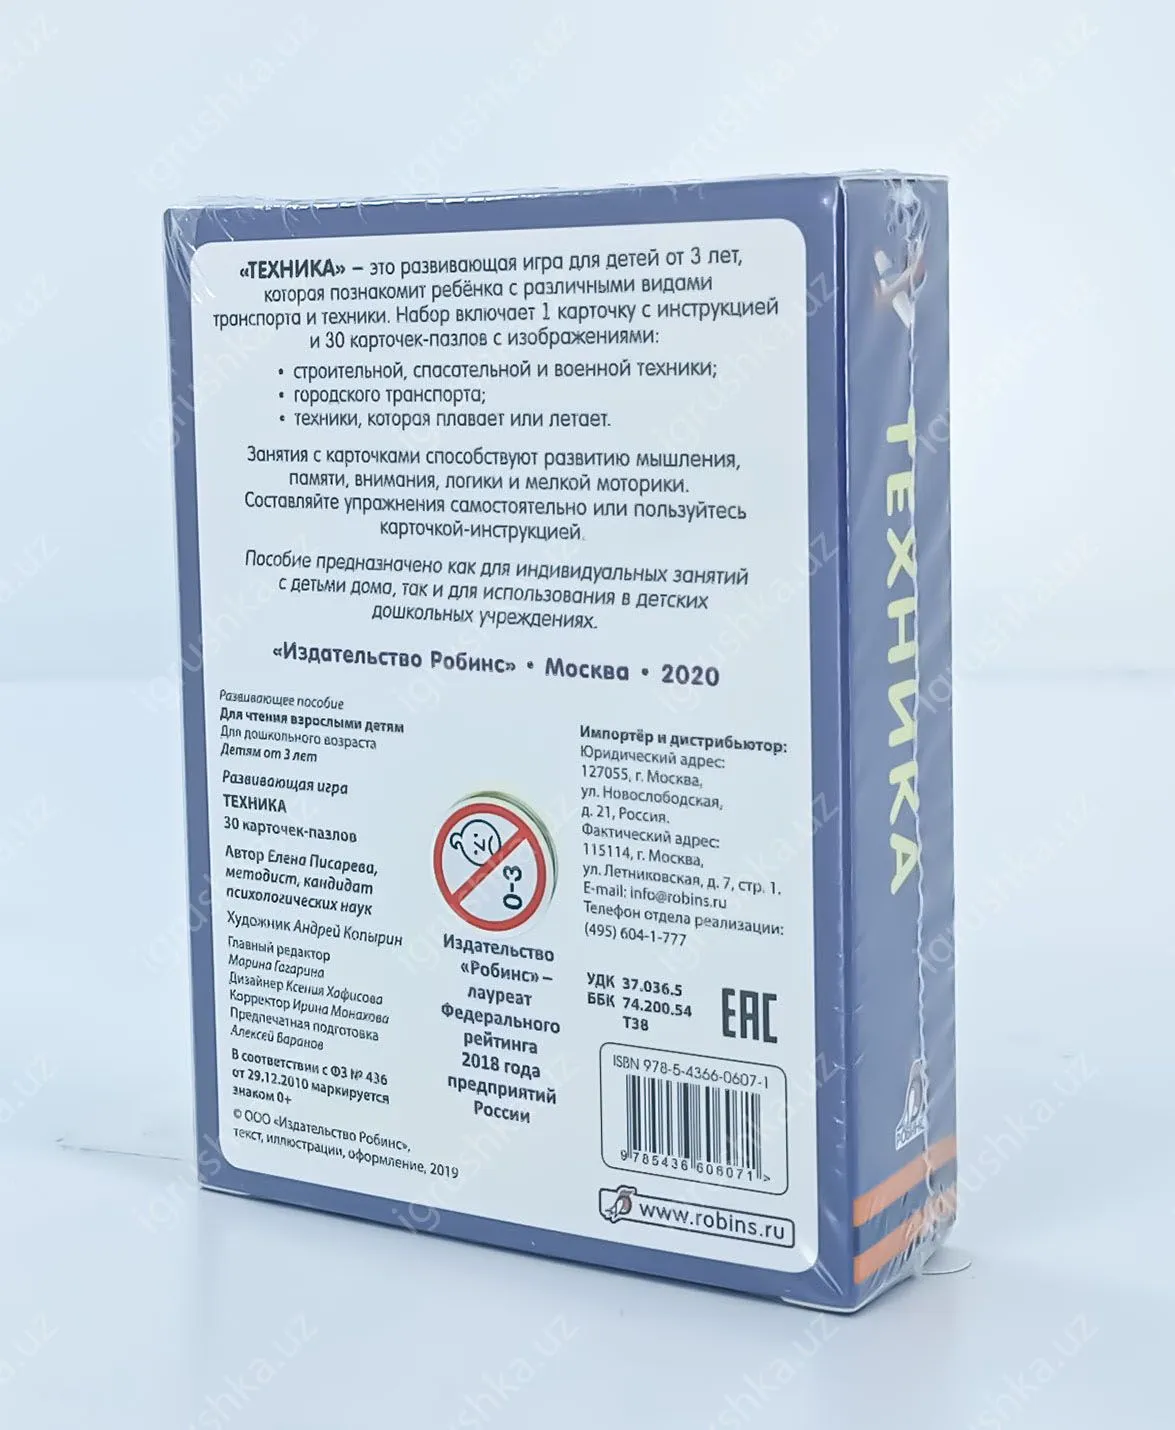 «ТЕХНИКА» – это развивающая игра для детей от 3 лет,
которая познакомит ребёнка с различными видами
транспорта и техники. Набор включает 1 карточку с инструкцией
и 30 карточек-пазлов с изображениями:
• строительной, спасательной и военной техники;
• городского транспорта;
• техники, которая плавает или летает.
Занятия с карточками способствуют развитию мышления,
памяти, внимания, логики и мелкой моторики.
Составляйте упражнения самостоятельно или пользуйтесь
карточкой-инструкцией.
Пособие предназначено как для индивидуальных занятий
с детьми дома, так и для использования в детских
дошкольных учреждениях.
«Издательство Робинс» • Москва • 2020
Развивающее пособие
Для чтения взрослыми детям
Для дошкольного возраста
Детям от 3 лет
Развивающая игра
ТЕХНИКА
30 карточек-пазлов
Автор Елена Писарева,
методист, кандидат
психологических наук
Художник Андрей Копырин
Главный редактор
Марина Гагарина
Дизайнер Ксения Хафисова
Корректор Ирина Монахова
Предпечатная подготовка
Алексей Баранов
В соответствии с ФЗ № 436
от 29.12.2010 маркируется
знаком 0+
© ООО «Издательство Робинс»,
текст, иллюстрации, оформление, 2019
0-3
Издательство
«Робинс» –
лауреат
Федерального
рейтинга
2018 года
предприятий
России
Импортёр и дистрибьютор:
Юридический адрес:
127055, г. Москва,
ул. Новослободская,
д. 21, Россия.
Фактический адрес:
115114, г. Москва,
ул. Летниковская, д. 7, стр. 1.
E-mail: info@robins.ru
Телефон отдела реализации:
(495) 604-1-777
УДК 37.036.5
ББК 74.200.54
Т38
EAC
ISBN 978-5-4366-0607-1
9 785436 606071 >
www.robins.ru
ТЕХНИКА
РОБИНС
igrushka.uz